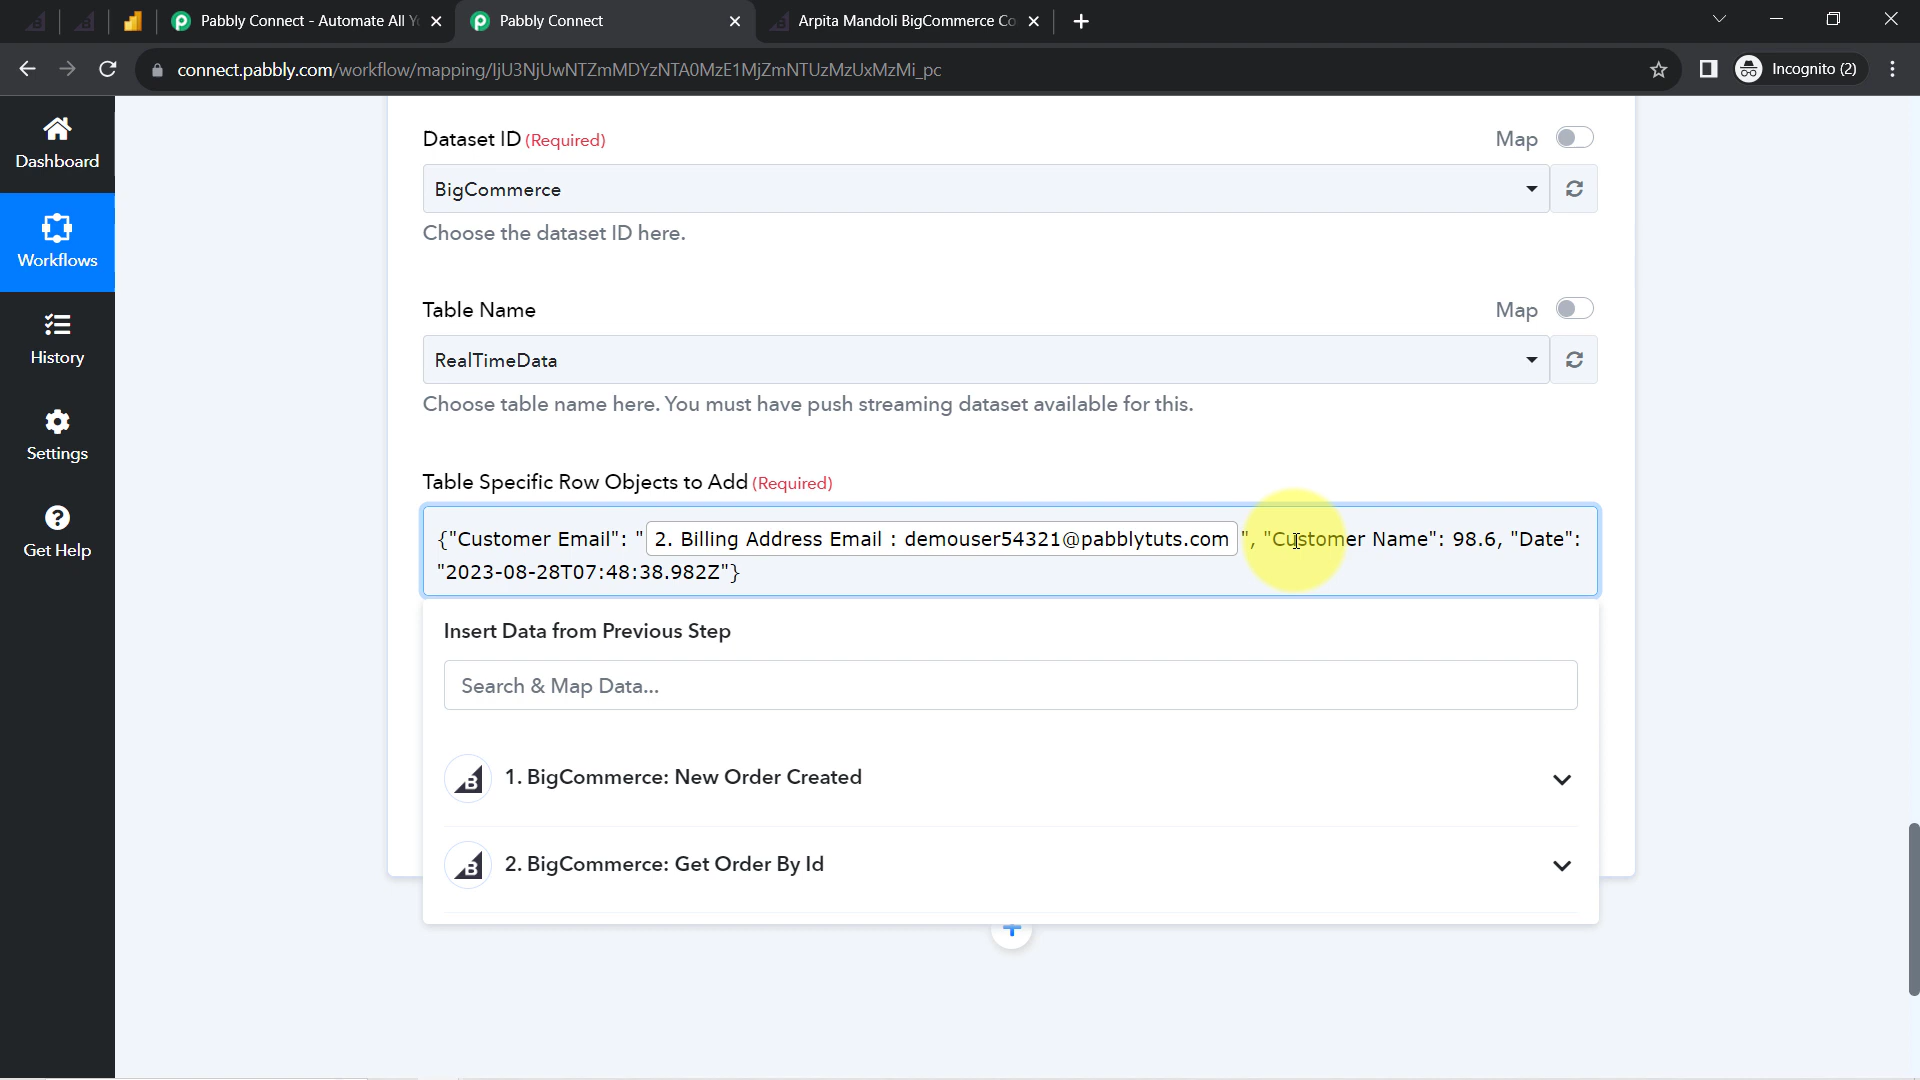 Pabbly Connect - Automate All Y
Pabbly Connect
Arpita Mandoli BigCommerce Co
connect.pabbly.com/workflow/mapping/IjU3NjUwNTZmMDYzNTA0MzE1MjZmNTUzMzUxMzMi_pc
Incognito (2)
Dashboard
Workflows
History
Settings
Get Help
Dataset ID (Required)
Map
BigCommerce
Choose the dataset ID here.
Table Name
Map
RealTimeData
Choose table name here. You must have push streaming dataset available for this.
Table Specific Row Objects to Add (Required)
{"Customer Email": " 2. Billing Address Email : demouser54321@pabblytuts.com ", "Customer Name": 98.6, "Date":
"2023-08-28T07:48:38.982Z"}
Insert Data from Previous Step
Search & Map Data...
1. BigCommerce: New Order Created
2. BigCommerce: Get Order By Id